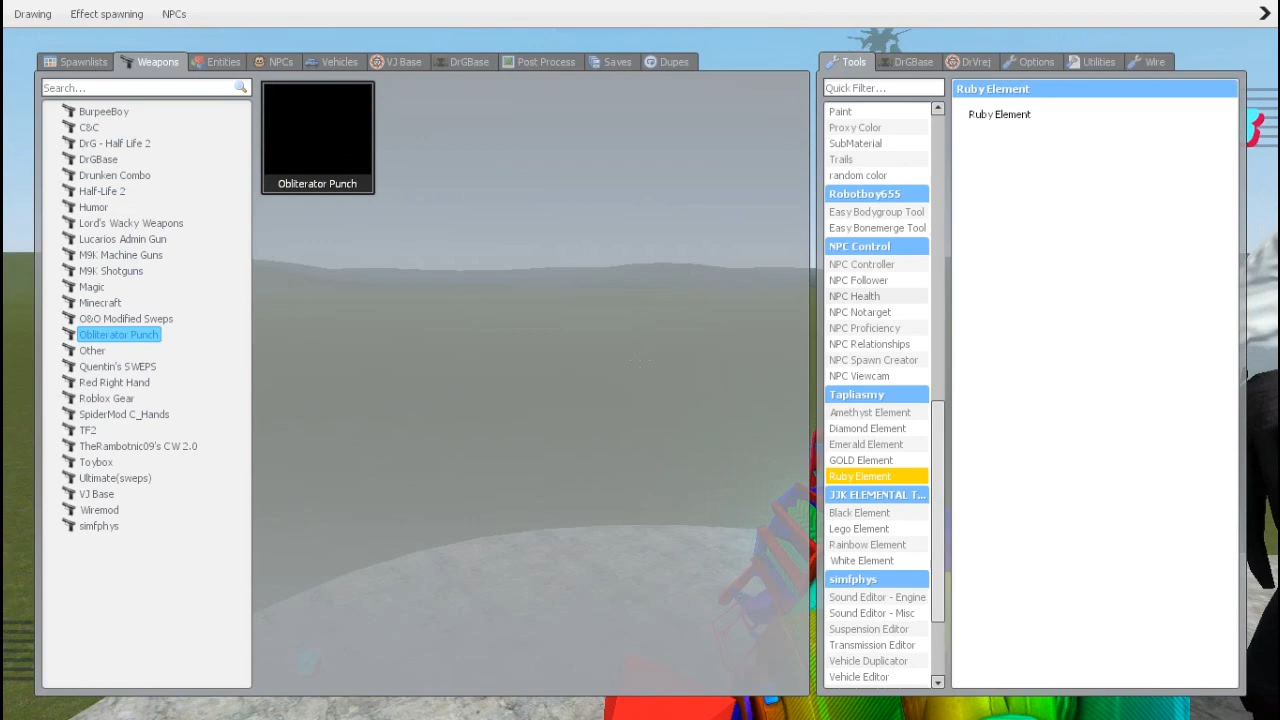 Drawing Effect spawning NPCs
Spawnlists Weapons Entities NPCs Vehicles VJ Base DrGBase Post Process Saves Dupes
Search...
BurpeeBoy
C&C
DrG - Half Life 2
DrGBase
Drunken Combo
Half-Life 2
Humor
Lord's Wacky Weapons
Lucarios Admin Gun
M9K Machine Guns
M9K Shotguns
Magic
Minecraft
O&O Modified Sweps
Obliterator Punch
Other
Quentin's SWEPS
Red Right Hand
Roblox Gear
SpiderMod C_Hands
TF2
TheRambotnic09's CW 2.0
Toybox
Ultimate(sweps)
VJ Base
Wiremod
simfphys
Obliterator Punch
Tools DrGBase DrVrej Options Utilities Wire
Quick Filter...
Paint
Proxy Color
SubMaterial
Trails
random color
Robotboy655
Easy Bodygroup Tool
Easy Bonemerge Tool
NPC Control
NPC Controller
NPC Follower
NPC Health
NPC Notarget
NPC Proficiency
NPC Relationships
NPC Spawn Creator
NPC Viewcam
Tapliasmy
Amethyst Element
Diamond Element
Emerald Element
GOLD Element
Ruby Element
JJK ELEMENTAL T...
Black Element
Lego Element
Rainbow Element
White Element
simfphys
Sound Editor - Engine
Sound Editor - Misc
Suspension Editor
Transmission Editor
Vehicle Duplicator
Vehicle Editor
Ruby Element
Ruby Element